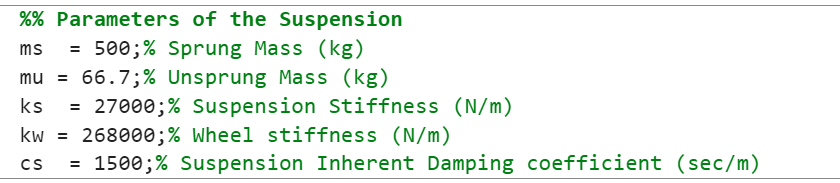 %% Parameters of the Suspension
ms = 500;% Sprung Mass (kg)
mu = 66.7;% Unsprung Mass (kg)
ks = 27000;% Suspension Stiffness (N/m)
kw = 268000;% Wheel stiffness (N/m)
cs = 1500;% Suspension Inherent Damping coefficient (sec/m)